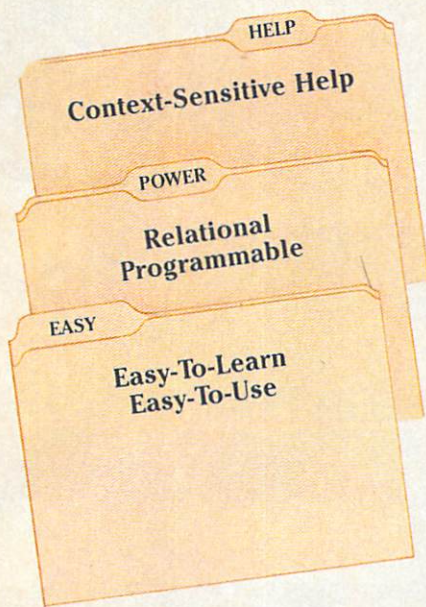 HELP
Context-Sensitive Help
POWER
Relational
Programmable
EASY
Easy-To-Learn
Easy-To-Use